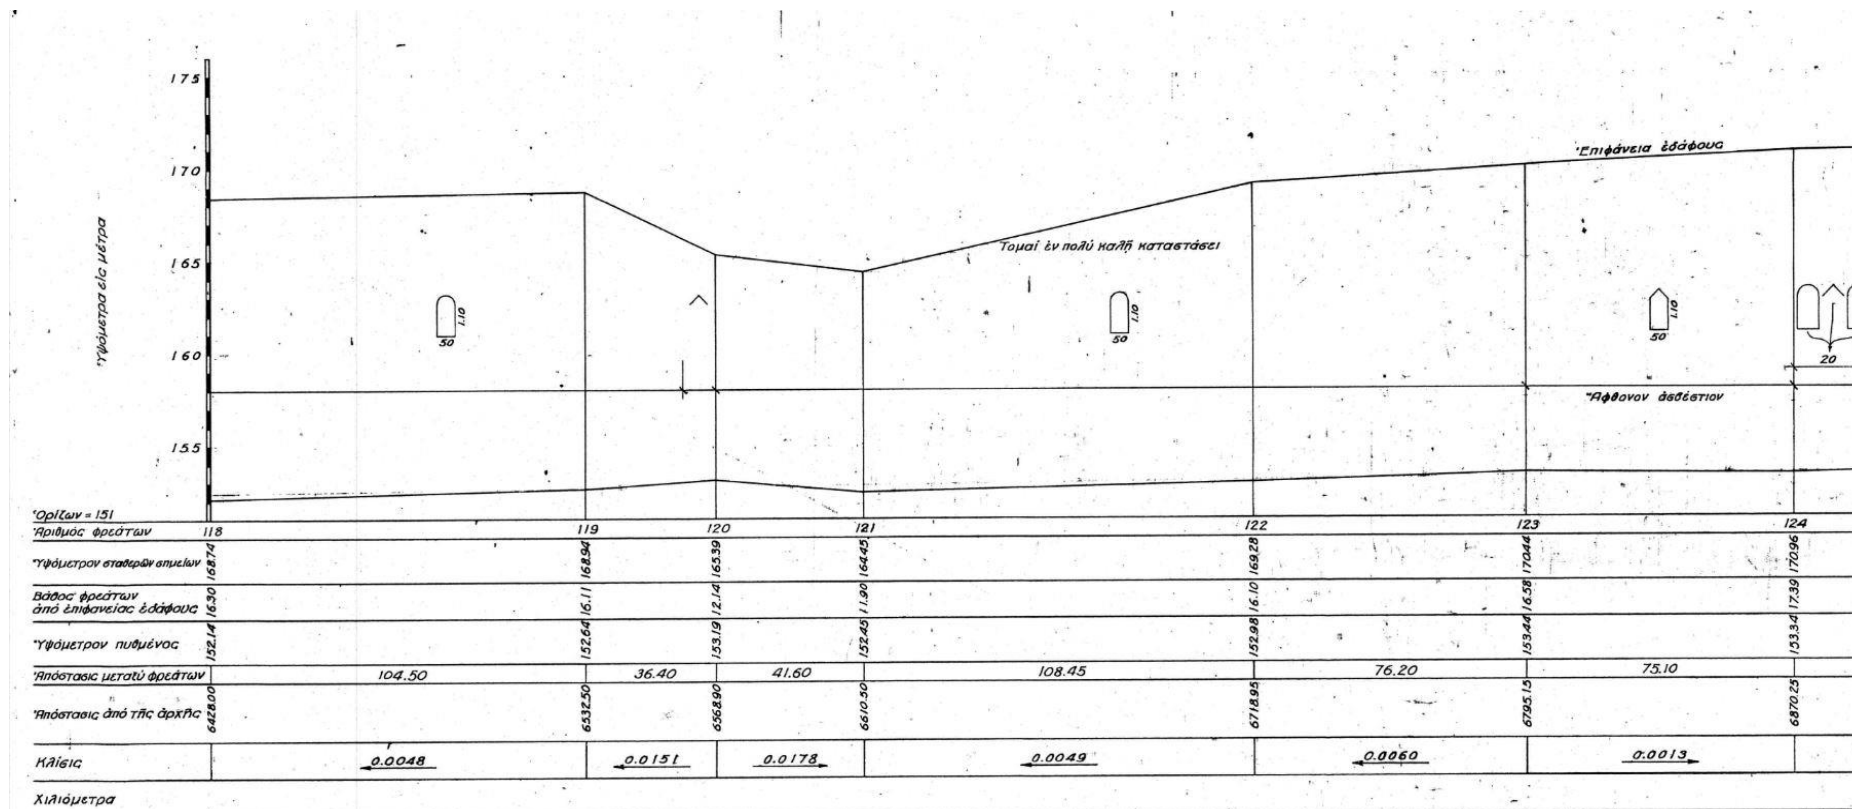 175
170
165
160
155
Ὑψόμετρα εἰς μέτρα
Ἐπιφάνεια ἐδάφους
Τομαί ἐν πολύ καλῇ καταστάσει
1.10
50
1.10
50
1.10
50
20
Ἄφθονον ἀσβέστιον
Ὁρίζων = 151
Ἀριθμός φρεάτων 118 119 120 121 122 123 124
Ὑψόμετρον σταθερῶν σημείων 168.74 168.94 165.39 164.45 169.28 170.44 170.96
Βάθος φρεάτων
ἀπό ἐπιφανείας ἐδάφους 16.30 16.11 12.14 11.90 16.10 16.58 17.39
Ὑψόμετρον πυθμένος 152.14 152.64 153.19 152.45 152.98 153.44 153.34
Ἀπόστασις μεταξύ φρεάτων 104.50 36.40 41.60 108.45 76.20 75.10
Ἀπόστασις ἀπό τῆς ἀρχῆς 6428.00 6532.50 6568.90 6610.50 6718.95 6795.15 6870.25
Κλίσις 0.0048 0.0151 0.0178 0.0049 0.0060 0.0013
Χιλιόμετρα